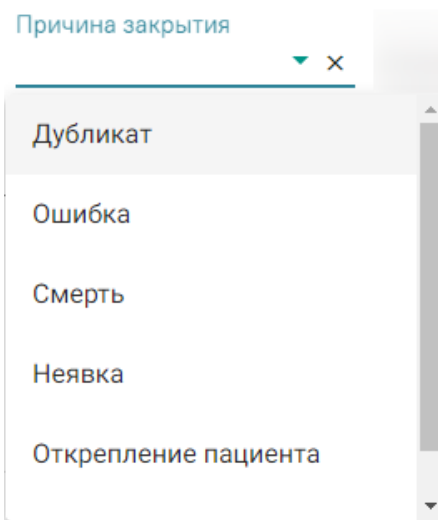 Причина закрытия
Дубликат
Ошибка
Смерть
Неявка
Открепление пациента